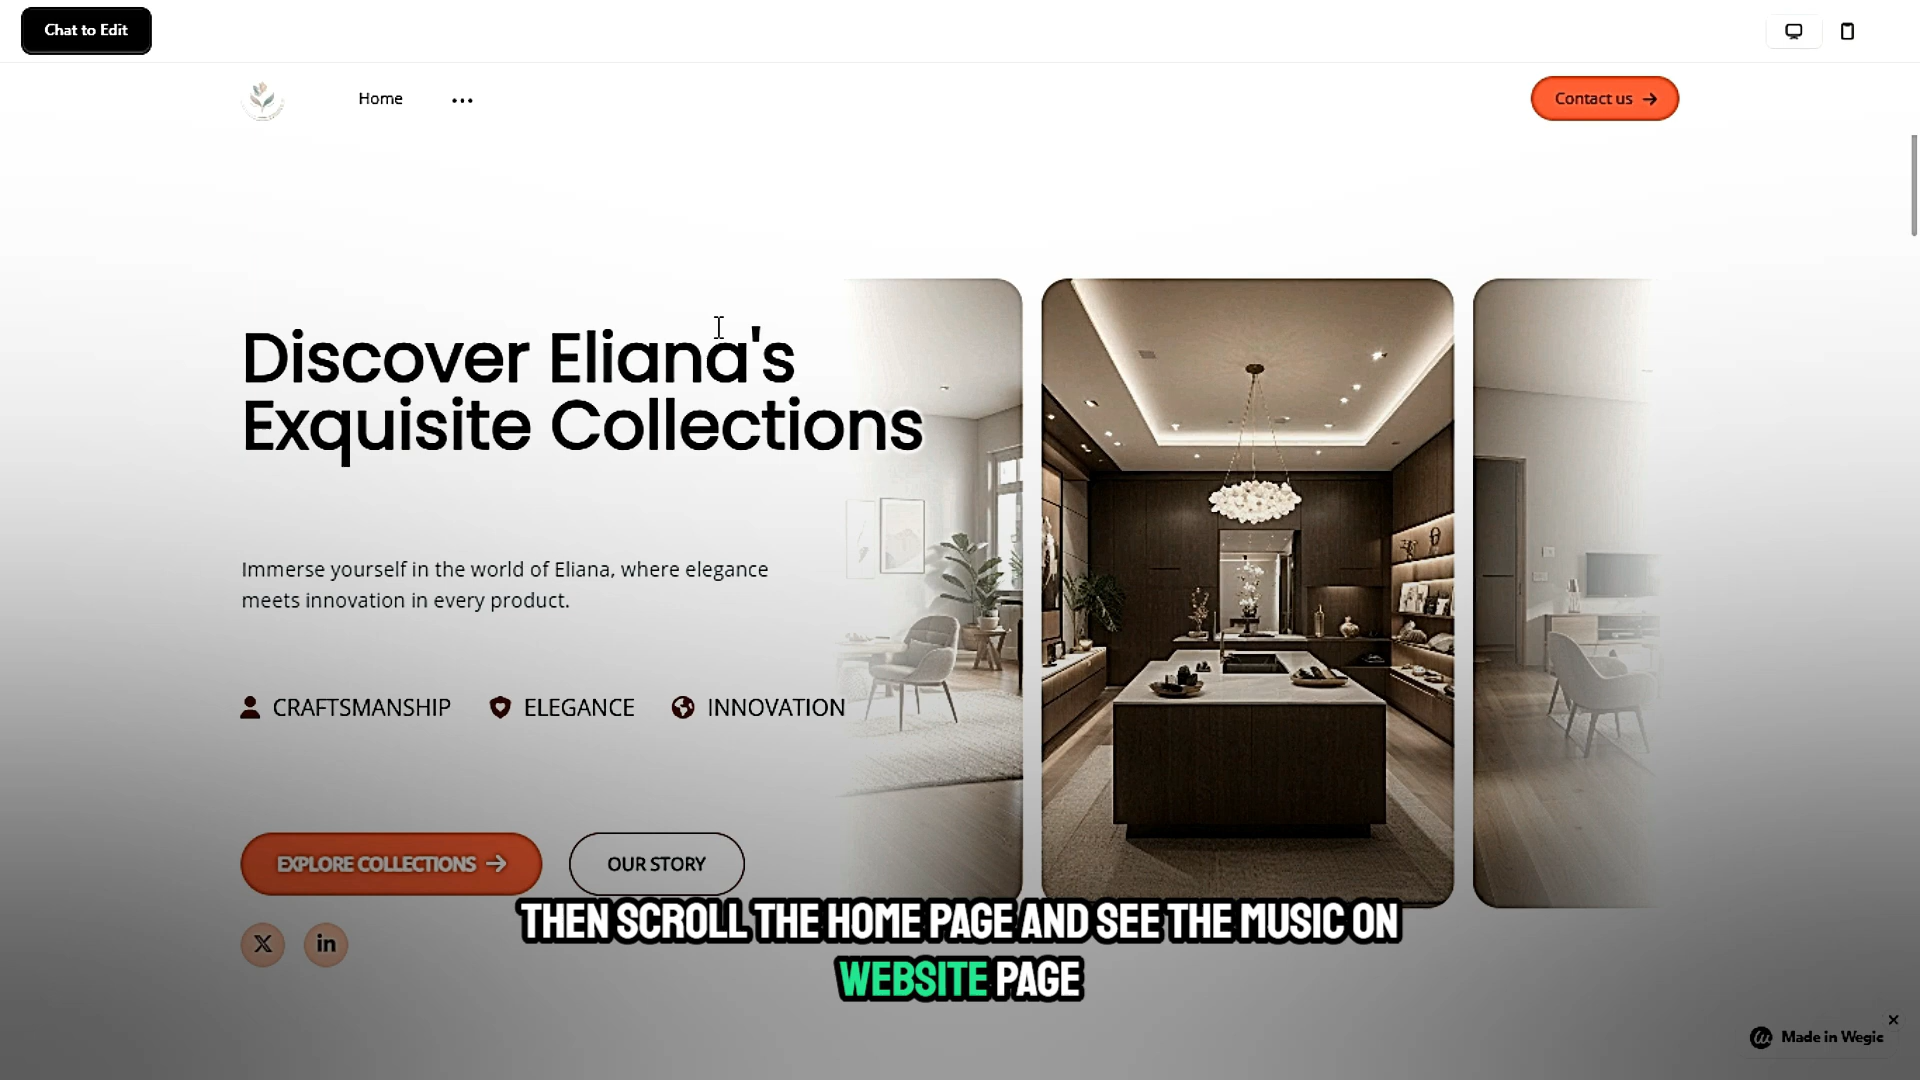 Chat to Edit
Home
Contact us
Discover Eliana's
Exquisite Collections
Immerse yourself in the world of Eliana, where elegance
meets innovation in every product.
CRAFTSMANSHIP
ELEGANCE
INNOVATION
EXPLORE COLLECTIONS
OUR STORY
THEN SCROLL THE HOME PAGE AND SEE THE MUSIC ON
WEBSITE PAGE
Made in Wegic